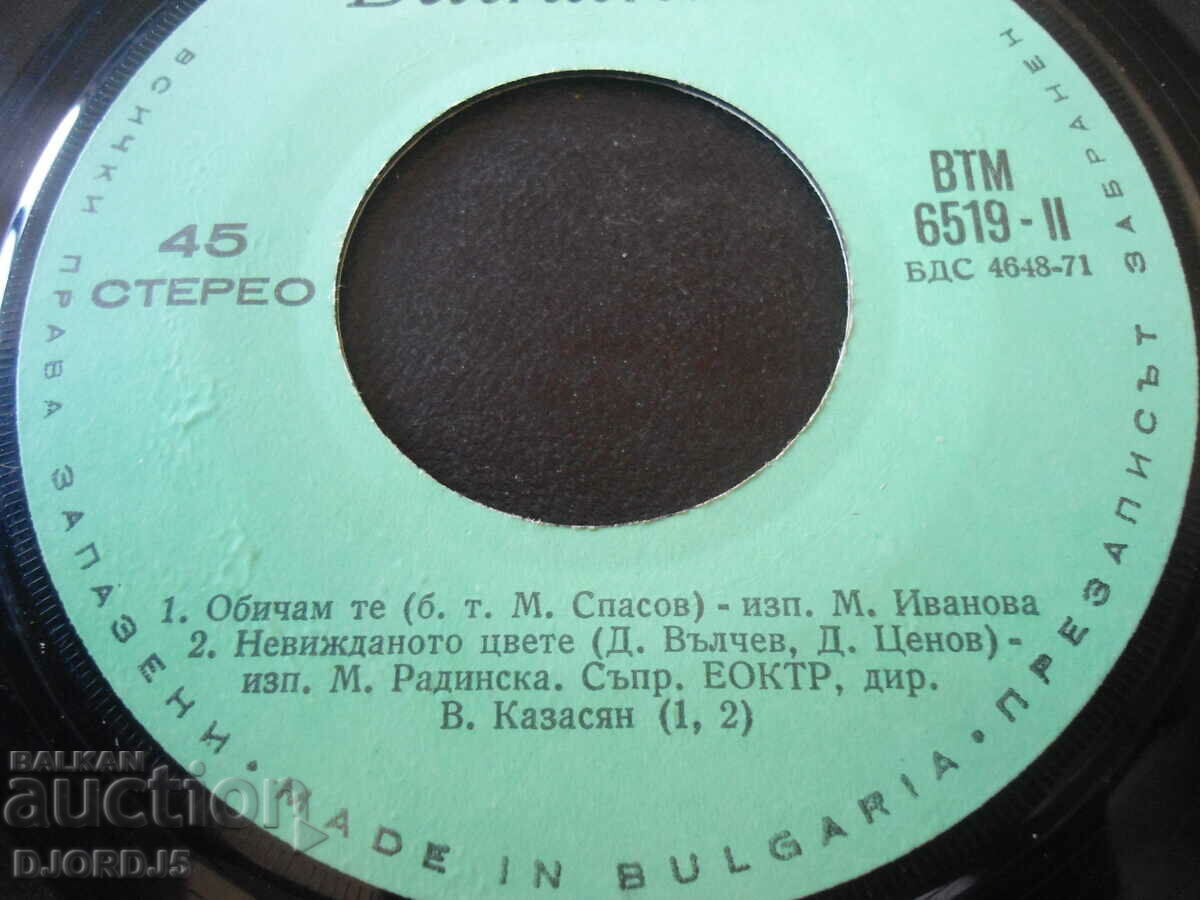 45
СТЕРЕО
ВТМ
6519 - II
БДС 4648-71
1. Обичам те (б. т. М. Спасов) - изп. М. Иванова
2. Невижданото цвете (Д. Вълчев, Д. Ценов) -
изп. М. Радинска. Съпр. ЕОКТР, дир.
В. Казасян (1, 2)
ВСИЧКИ ПРАВА ЗАПАЗЕНИ · MADE IN BULGARIA · ПРЕЗАПИСЪТ ЗАБРАНЕН
BALKAN
auction
DJORDJ5